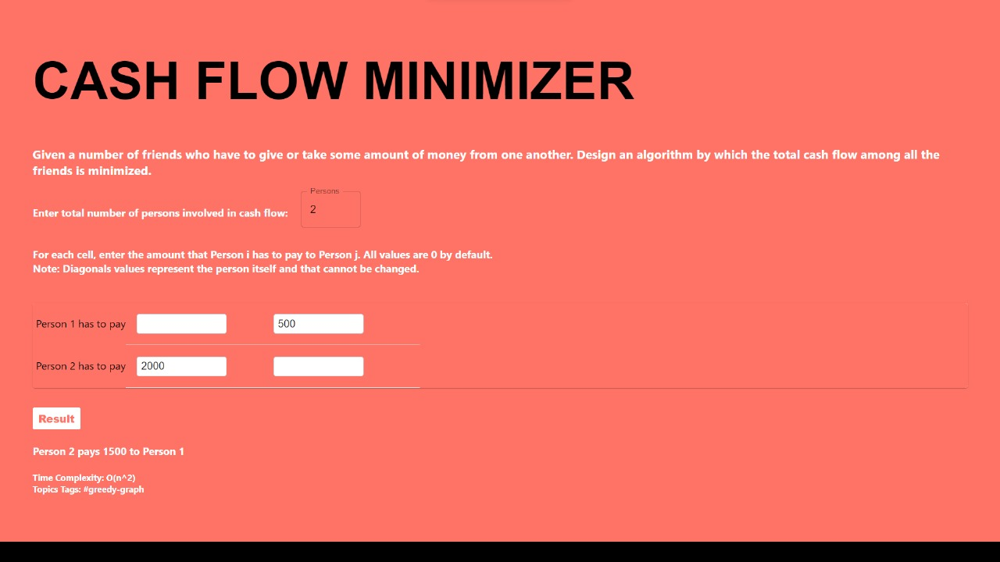 CASH FLOW MINIMIZER
Given a number of friends who have to give or take some amount of money from one another. Design an algorithm by which the total cash flow among all the
friends is minimized.
Persons
Enter total number of persons involved in cash flow: 2
For each cell, enter the amount that Person i has to pay to Person j. All values are 0 by default.
Note: Diagonals values represent the person itself and that cannot be changed.
Person 1 has to pay 500
Person 2 has to pay 2000
Result
Person 2 pays 1500 to Person 1
Time Complexity: O(n^2)
Topics Tags: #greedy-graph